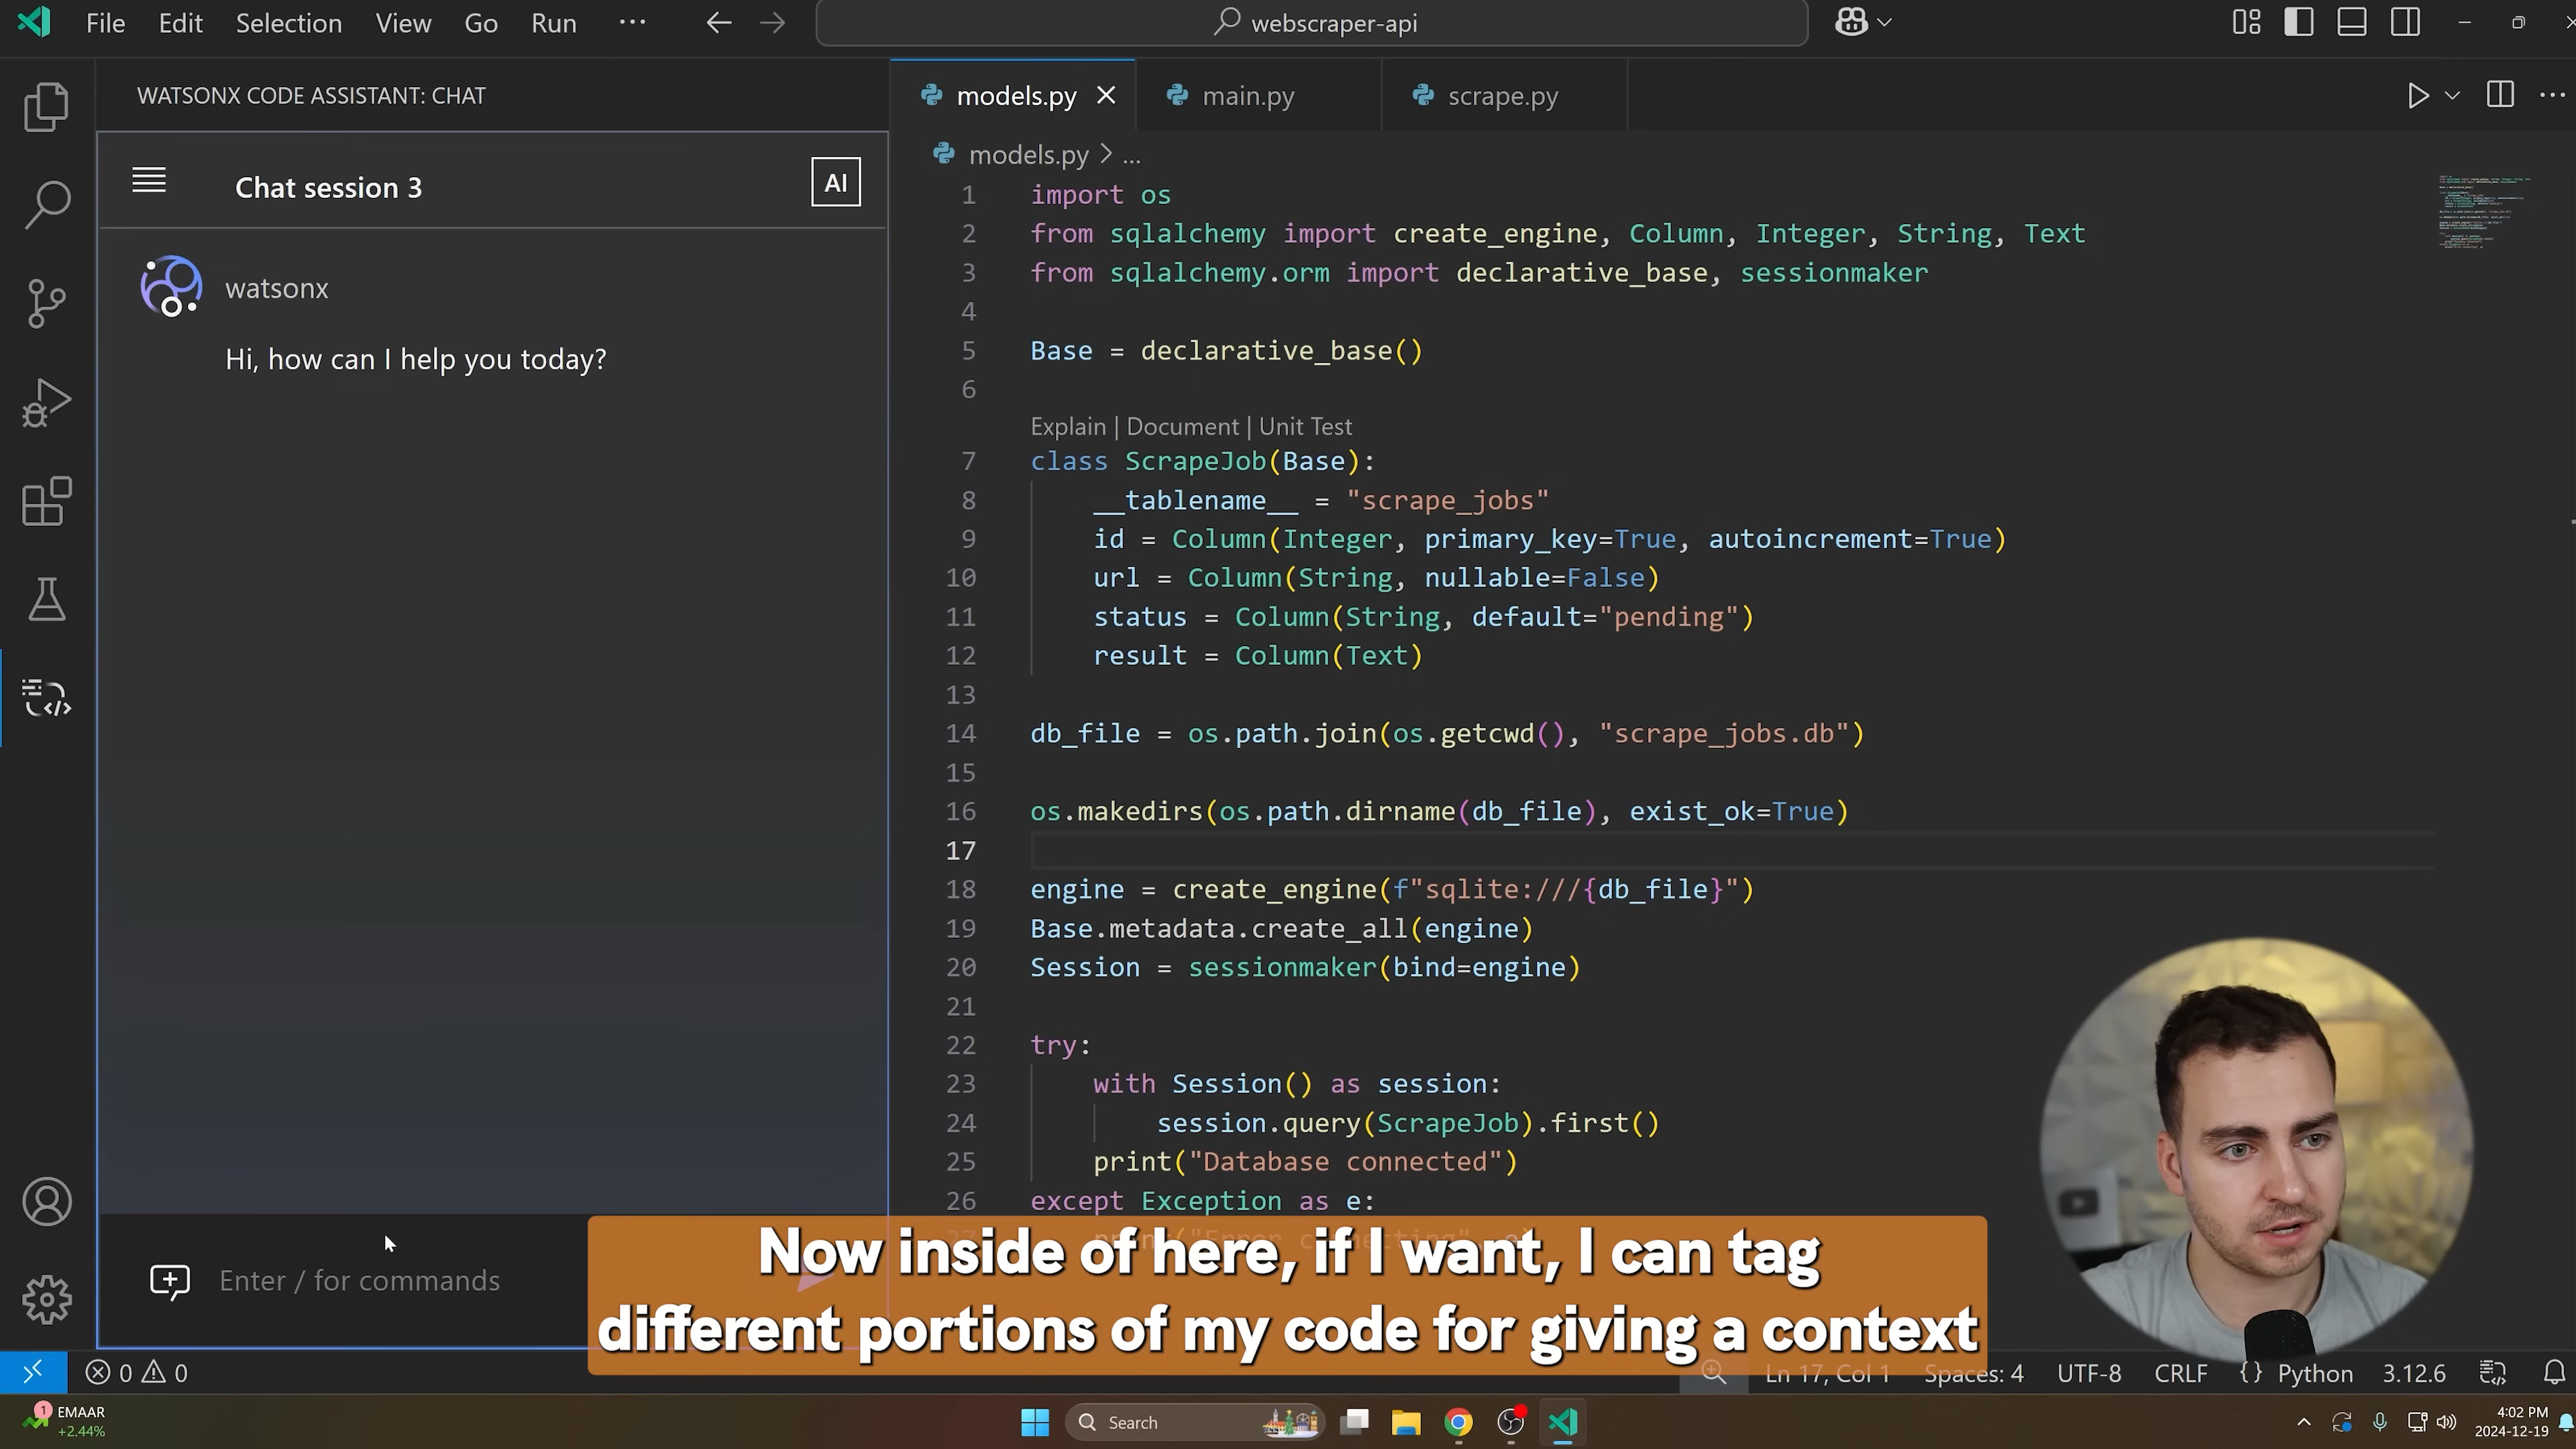 File Edit Selection View Go Run ···
webscraper-api
WATSONX CODE ASSISTANT: CHAT
Chat session 3
AI
watsonx
Hi, how can I help you today?
Enter / for commands
models.py
main.py
scrape.py
models.py > ...
1 import os
2 from sqlalchemy import create_engine, Column, Integer, String, Text
3 from sqlalchemy.orm import declarative_base, sessionmaker
4
5 Base = declarative_base()
6
Explain | Document | Unit Test
7 class ScrapeJob(Base):
8 __tablename__ = "scrape_jobs"
9 id = Column(Integer, primary_key=True, autoincrement=True)
10 url = Column(String, nullable=False)
11 status = Column(String, default="pending")
12 result = Column(Text)
13
14 db_file = os.path.join(os.getcwd(), "scrape_jobs.db")
15
16 os.makedirs(os.path.dirname(db_file), exist_ok=True)
17
18 engine = create_engine(f"sqlite:///{db_file}")
19 Base.metadata.create_all(engine)
20 Session = sessionmaker(bind=engine)
21
22 try:
23 with Session() as session:
24 session.query(ScrapeJob).first()
25 print("Database connected")
26 except Exception as e:
Now inside of here, if I want, I can tag
different portions of my code for giving a context
0 0
Ln 17, Col 1 Spaces: 4 UTF-8 CRLF {} Python 3.12.6
1
EMAAR
+2.44%
Search
4:02 PM
2024-12-19